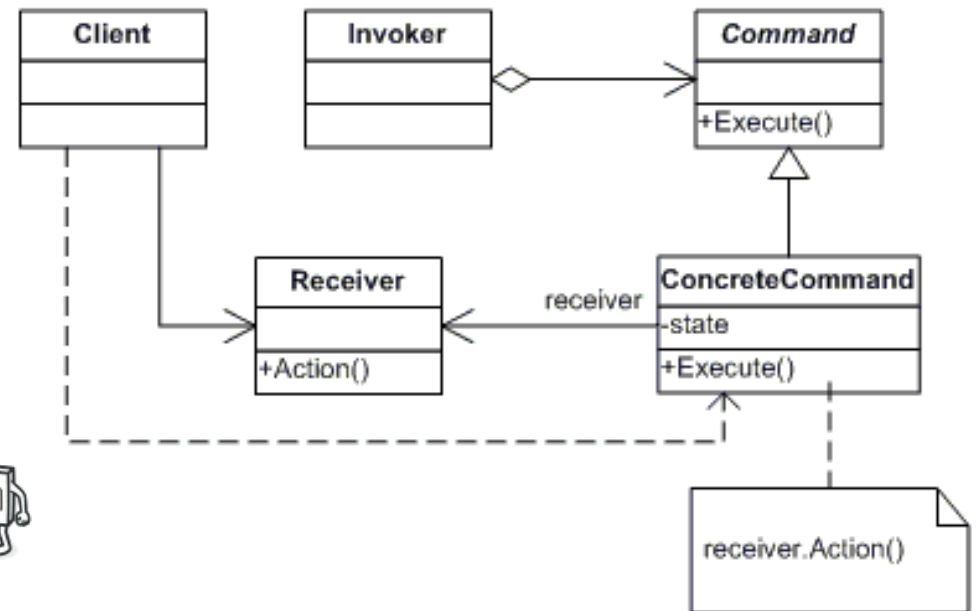 Client
Invoker
Command
+Execute()
Receiver
+Action()
receiver
ConcreteCommand
-state
+Execute()
receiver.Action()